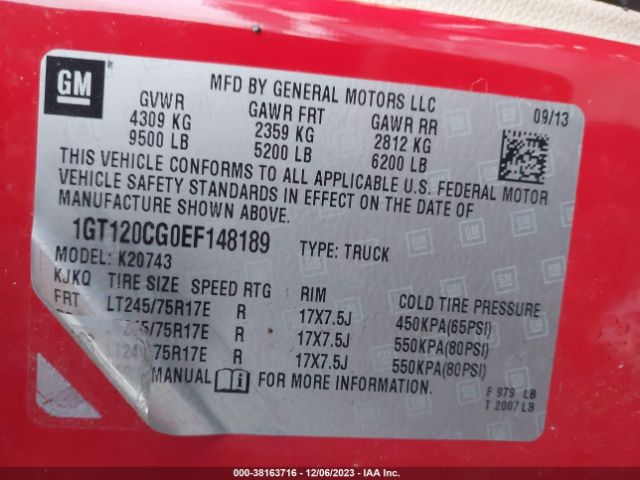 GM
MFD BY GENERAL MOTORS LLC
GVWR GAWR FRT GAWR RR 09/13
4309 KG 2359 KG 2812 KG
9500 LB 5200 LB 6200 LB
THIS VEHICLE CONFORMS TO ALL APPLICABLE U.S. FEDERAL MOTOR
VEHICLE SAFETY STANDARDS IN EFFECT ON THE DATE OF
MANUFACTURE SHOWN ABOVE.
1GT120CG0EF148189 TYPE: TRUCK
MODEL: K20743
KJKQ TIRE SIZE SPEED RTG RIM COLD TIRE PRESSURE
FRT LT245/75R17E R 17X7.5J 450KPA(65PSI)
/75R17E R 17X7.5J 550KPA(80PSI)
75R17E R 17X7.5J 550KPA(80PSI)
MANUAL FOR MORE INFORMATION.
F 979 LB
T 2007 LB
000-38163716 - 12/06/2023 - IAA Inc.